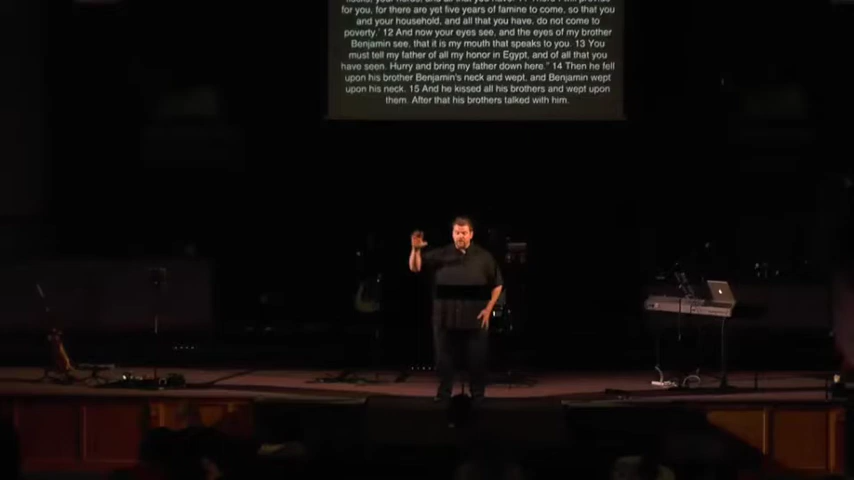 for you, for there are yet five years of famine to come, so that you
and your household, and all that you have, do not come to
poverty.' 12 And now your eyes see, and the eyes of my brother
Benjamin see, that it is my mouth that speaks to you. 13 You
must tell my father of all my honor in Egypt, and of all that you
have seen. Hurry and bring my father down here." 14 Then he fell
upon his brother Benjamin's neck and wept, and Benjamin wept
upon his neck. 15 And he kissed all his brothers and wept upon
them. After that his brothers talked with him.